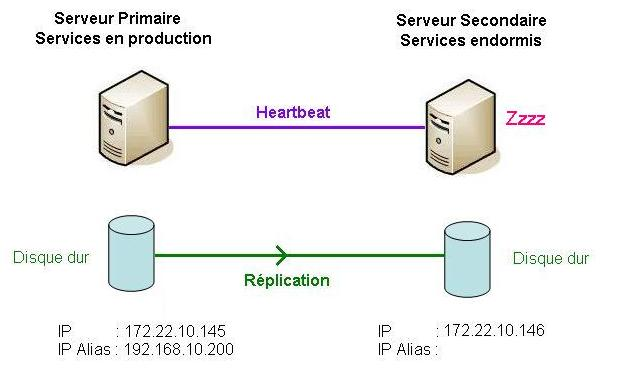 Serveur Primaire
Services en production
Serveur Secondaire
Services endormis
Heartbeat
Zzzz
Disque dur
Réplication
Disque dur
IP : 172.22.10.145
IP Alias : 192.168.10.200
IP : 172.22.10.146
IP Alias :